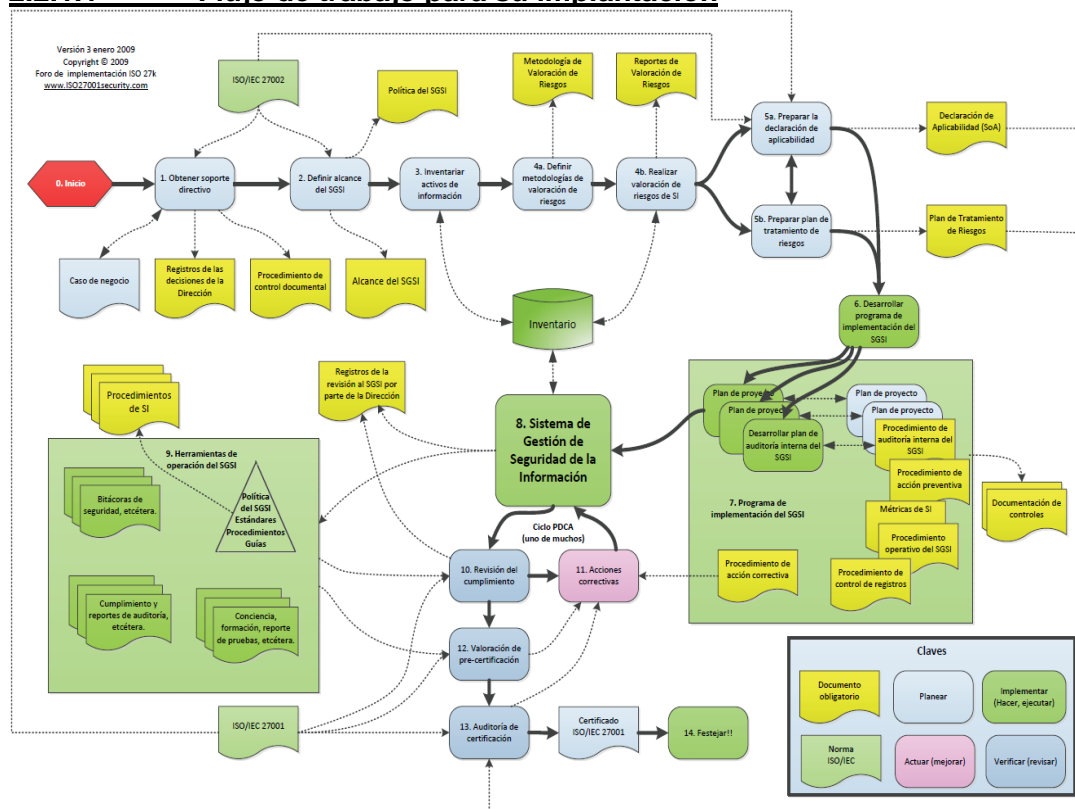 Flujo de trabajo para su implantación
Versión 3 enero 2009
Copyright © 2009
Foro de implementación ISO 27k
www.ISO27001security.com
ISO/IEC 27002
Política del SGSI
Metodología de
Valoración de
Riesgos
Reportes de
Valoración de
Riesgos
5a. Preparar la
declaración de
aplicabilidad
Declaración de
Aplicabilidad (SoA)
0. Inicio
1. Obtener soporte
directivo
2. Definir alcance
del SGSI
3. Inventariar
activos de
información
4a. Definir
metodologías de
valoración de
riesgos
4b. Realizar
valoración de
riesgos de SI
5b. Preparar plan
de tratamiento
de riesgos
Plan de Tratamiento
de Riesgos
Caso de negocio
Registros de las
decisiones de la
Dirección
Procedimiento de
control documental
Alcance del SGSI
Inventario
6. Desarrollar
programa de
implementación del
SGSI
Registros de la
revisión al SGSI por
parte de la Dirección
Procedimientos
de SI
8. Sistema de
Gestión de
Seguridad de la
Información
Plan de proyecto
Plan de proyecto
Desarrollar plan de
auditoría interna del
SGSI
Plan de proyecto
Plan de proyecto
Procedimiento de
auditoría interna del
SGSI
Procedimiento de
acción preventiva
Métricas de SI
Procedimiento
operativo del SGSI
Procedimiento de
control de registros
Procedimiento de
acción correctiva
7. Programa de
implementación del SGSI
Documentación de
controles
9. Herramientas de
operación del SGSI
Bitácoras de
seguridad, etcétera.
Política
del SGSI
Estándares
Procedimientos
Guías
Cumplimiento y
reportes de auditoría,
etcétera.
Conciencia,
formación, reporte
de pruebas, etcétera.
Ciclo PDCA
(uno de muchos)
10. Revisión del
cumplimiento
11. Acciones
correctivas
12. Valoración de
pre-certificación
ISO/IEC 27001
13. Auditoría de
certificación
Certificado
ISO/IEC 27001
14. Festejar!!
Claves
Documento
obligatorio
Planear
Implementar
(Hacer, ejecutar)
Norma
ISO/IEC
Actuar (mejorar)
Verificar (revisar)